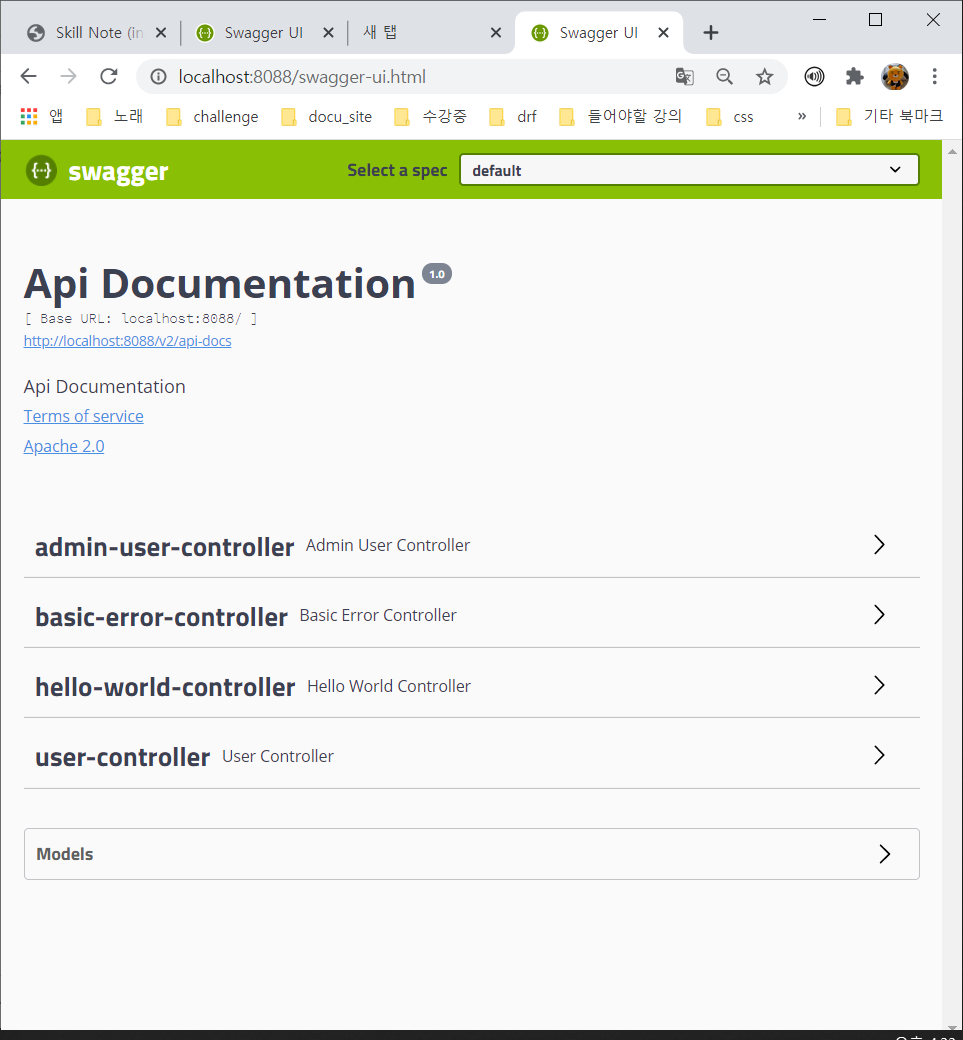 Skill Note (in
Swagger UI
새 탭
Swagger UI
localhost:8088/swagger-ui.html
앱 노래 challenge docu_site 수강중 drf 들어야할 강의 css » 기타 북마크
swagger Select a spec default
Api Documentation 1.0
[ Base URL: localhost:8088/ ]
http://localhost:8088/v2/api-docs
Api Documentation
Terms of service
Apache 2.0
admin-user-controller Admin User Controller
basic-error-controller Basic Error Controller
hello-world-controller Hello World Controller
user-controller User Controller
Models